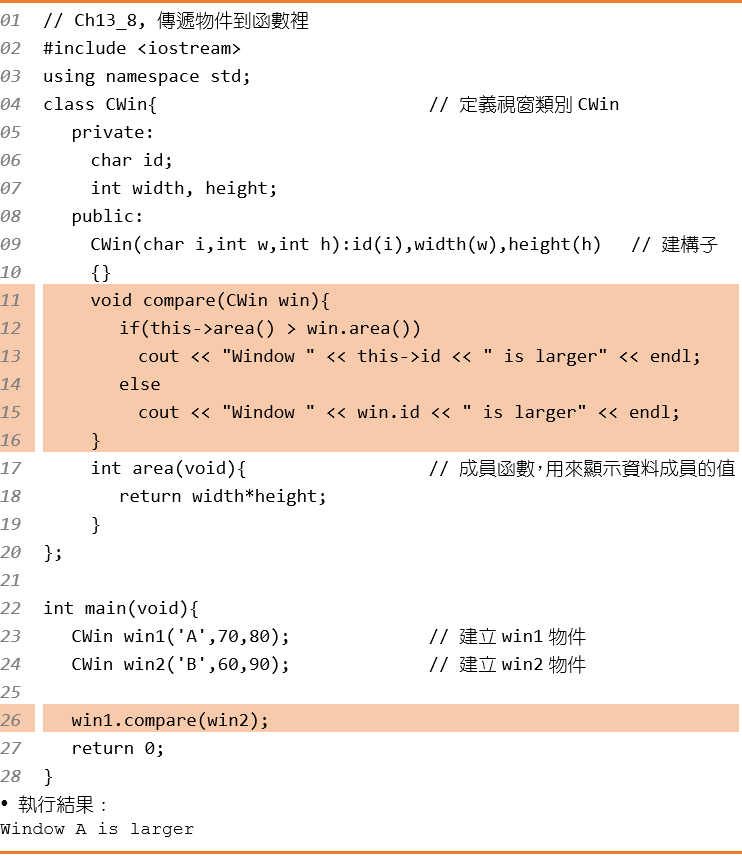 01 // Ch13_8, 傳遞物件到函數裡
02 #include <iostream>
03 using namespace std;
04 class CWin{ // 定義視窗類別 CWin
05 private:
06 char id;
07 int width, height;
08 public:
09 CWin(char i,int w,int h):id(i),width(w),height(h) // 建構子
10 {}
11 void compare(CWin win){
12 if(this->area() > win.area())
13 cout << "Window " << this->id << " is larger" << endl;
14 else
15 cout << "Window " << win.id << " is larger" << endl;
16 }
17 int area(void){ // 成員函數,用來顯示資料成員的值
18 return width*height;
19 }
20 };
21
22 int main(void){
23 CWin win1('A',70,80); // 建立 win1 物件
24 CWin win2('B',60,90); // 建立 win2 物件
25
26 win1.compare(win2);
27 return 0;
28 }
• 執行結果：
Window A is larger